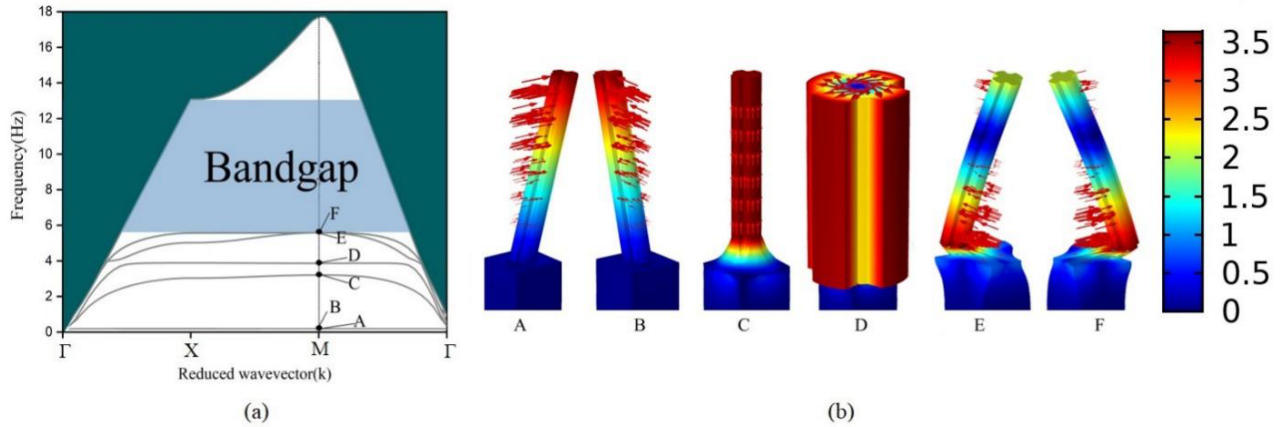 18
16
14
12
10
8
6
4
2
0
Frequency(Hz)
Bandgap
F
E
D
C
B
A
Γ X M Γ
Reduced wavevector(k)
(a)
A B C D E F
3.5
3
2.5
2
1.5
1
0.5
0
(b)